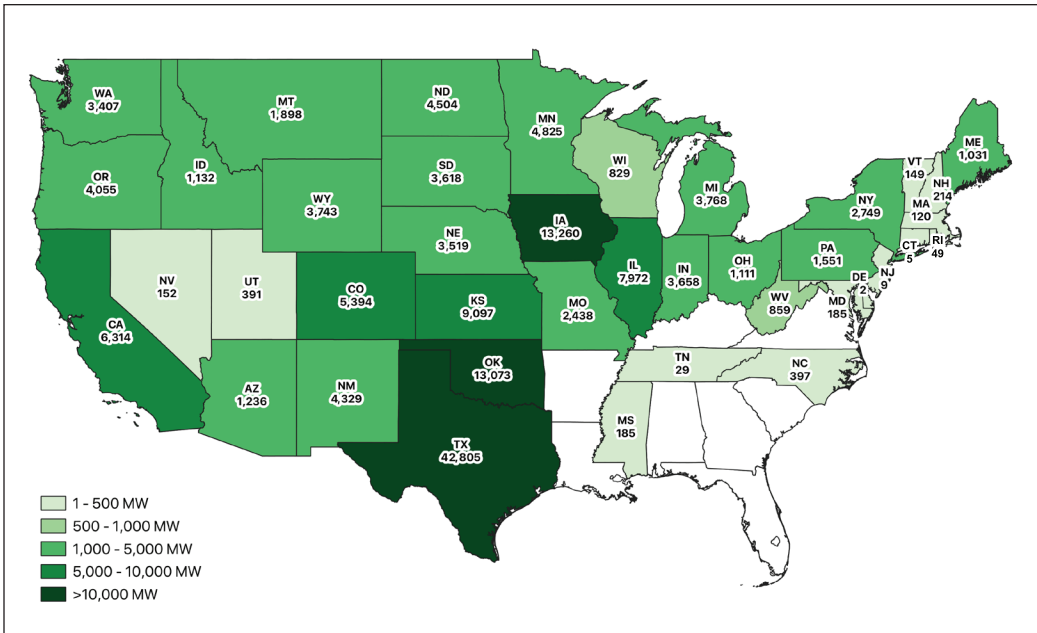 WA
3,407
MT
1,898
ND
4,504
MN
4,825
OR
4,055
ID
1,132
WY
3,743
SD
3,618
WI
829
MI
3,768
NY
2,749
VT
149
NH
214
ME
1,031
MA
120
CT
5
RI
49
NE
3,519
IA
13,260
IL
7,972
IN
3,658
OH
1,111
PA
1,551
NJ
9
DE
2
MD
185
WV
859
NV
152
UT
391
CO
5,394
KS
9,097
MO
2,438
CA
6,314
AZ
1,236
NM
4,329
OK
13,073
TN
29
NC
397
TX
42,805
MS
185
1 - 500 MW
500 - 1,000 MW
1,000 - 5,000 MW
5,000 - 10,000 MW
>10,000 MW